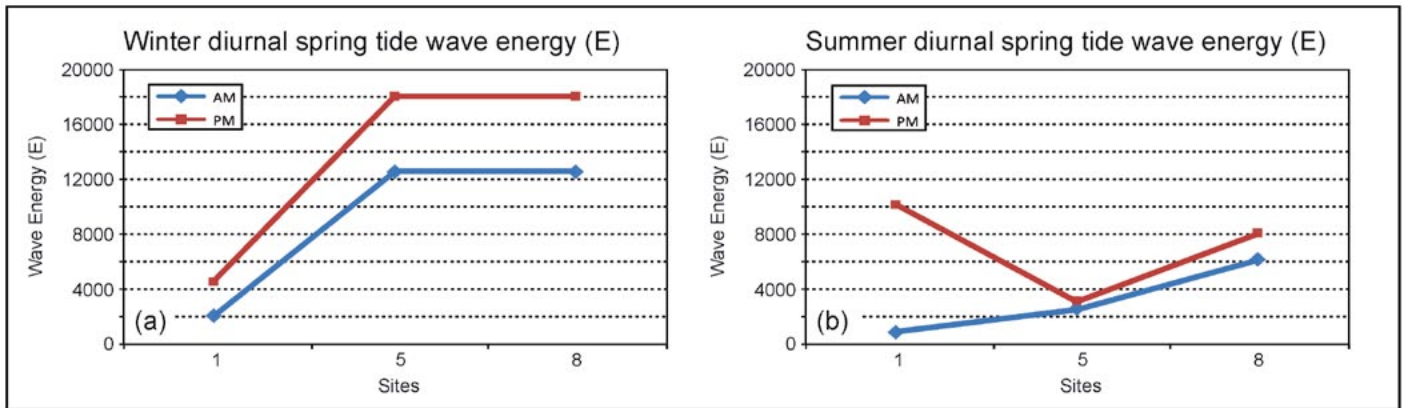 Winter diurnal spring tide wave energy (E)
20000
16000
12000
8000
4000
0
Wave Energy (E)
AM
PM
(a)
1 5 8
Sites
Summer diurnal spring tide wave energy (E)
20000
16000
12000
8000
4000
0
Wave Energy (E)
AM
PM
(b)
1 5 8
Sites